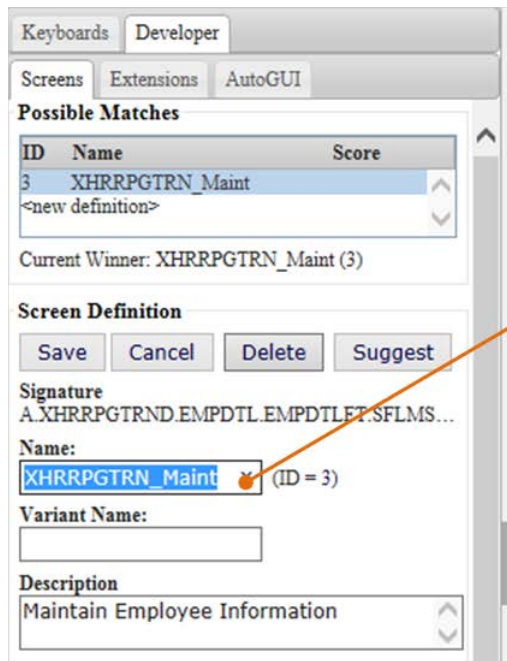 Keyboards Developer
Screens Extensions AutoGUI
Possible Matches
ID Name Score
3 XHRRPGTRN_Maint
<new definition>
Current Winner: XHRRPGTRN_Maint (3)
Screen Definition
Save Cancel Delete Suggest
Signature
A.XHRRPGTRND.EMPDTL.EMPDTLFT.SFLMS...
Name:
XHRRPGTRN_Maint × (ID = 3)
Variant Name:
Description
Maintain Employee Information